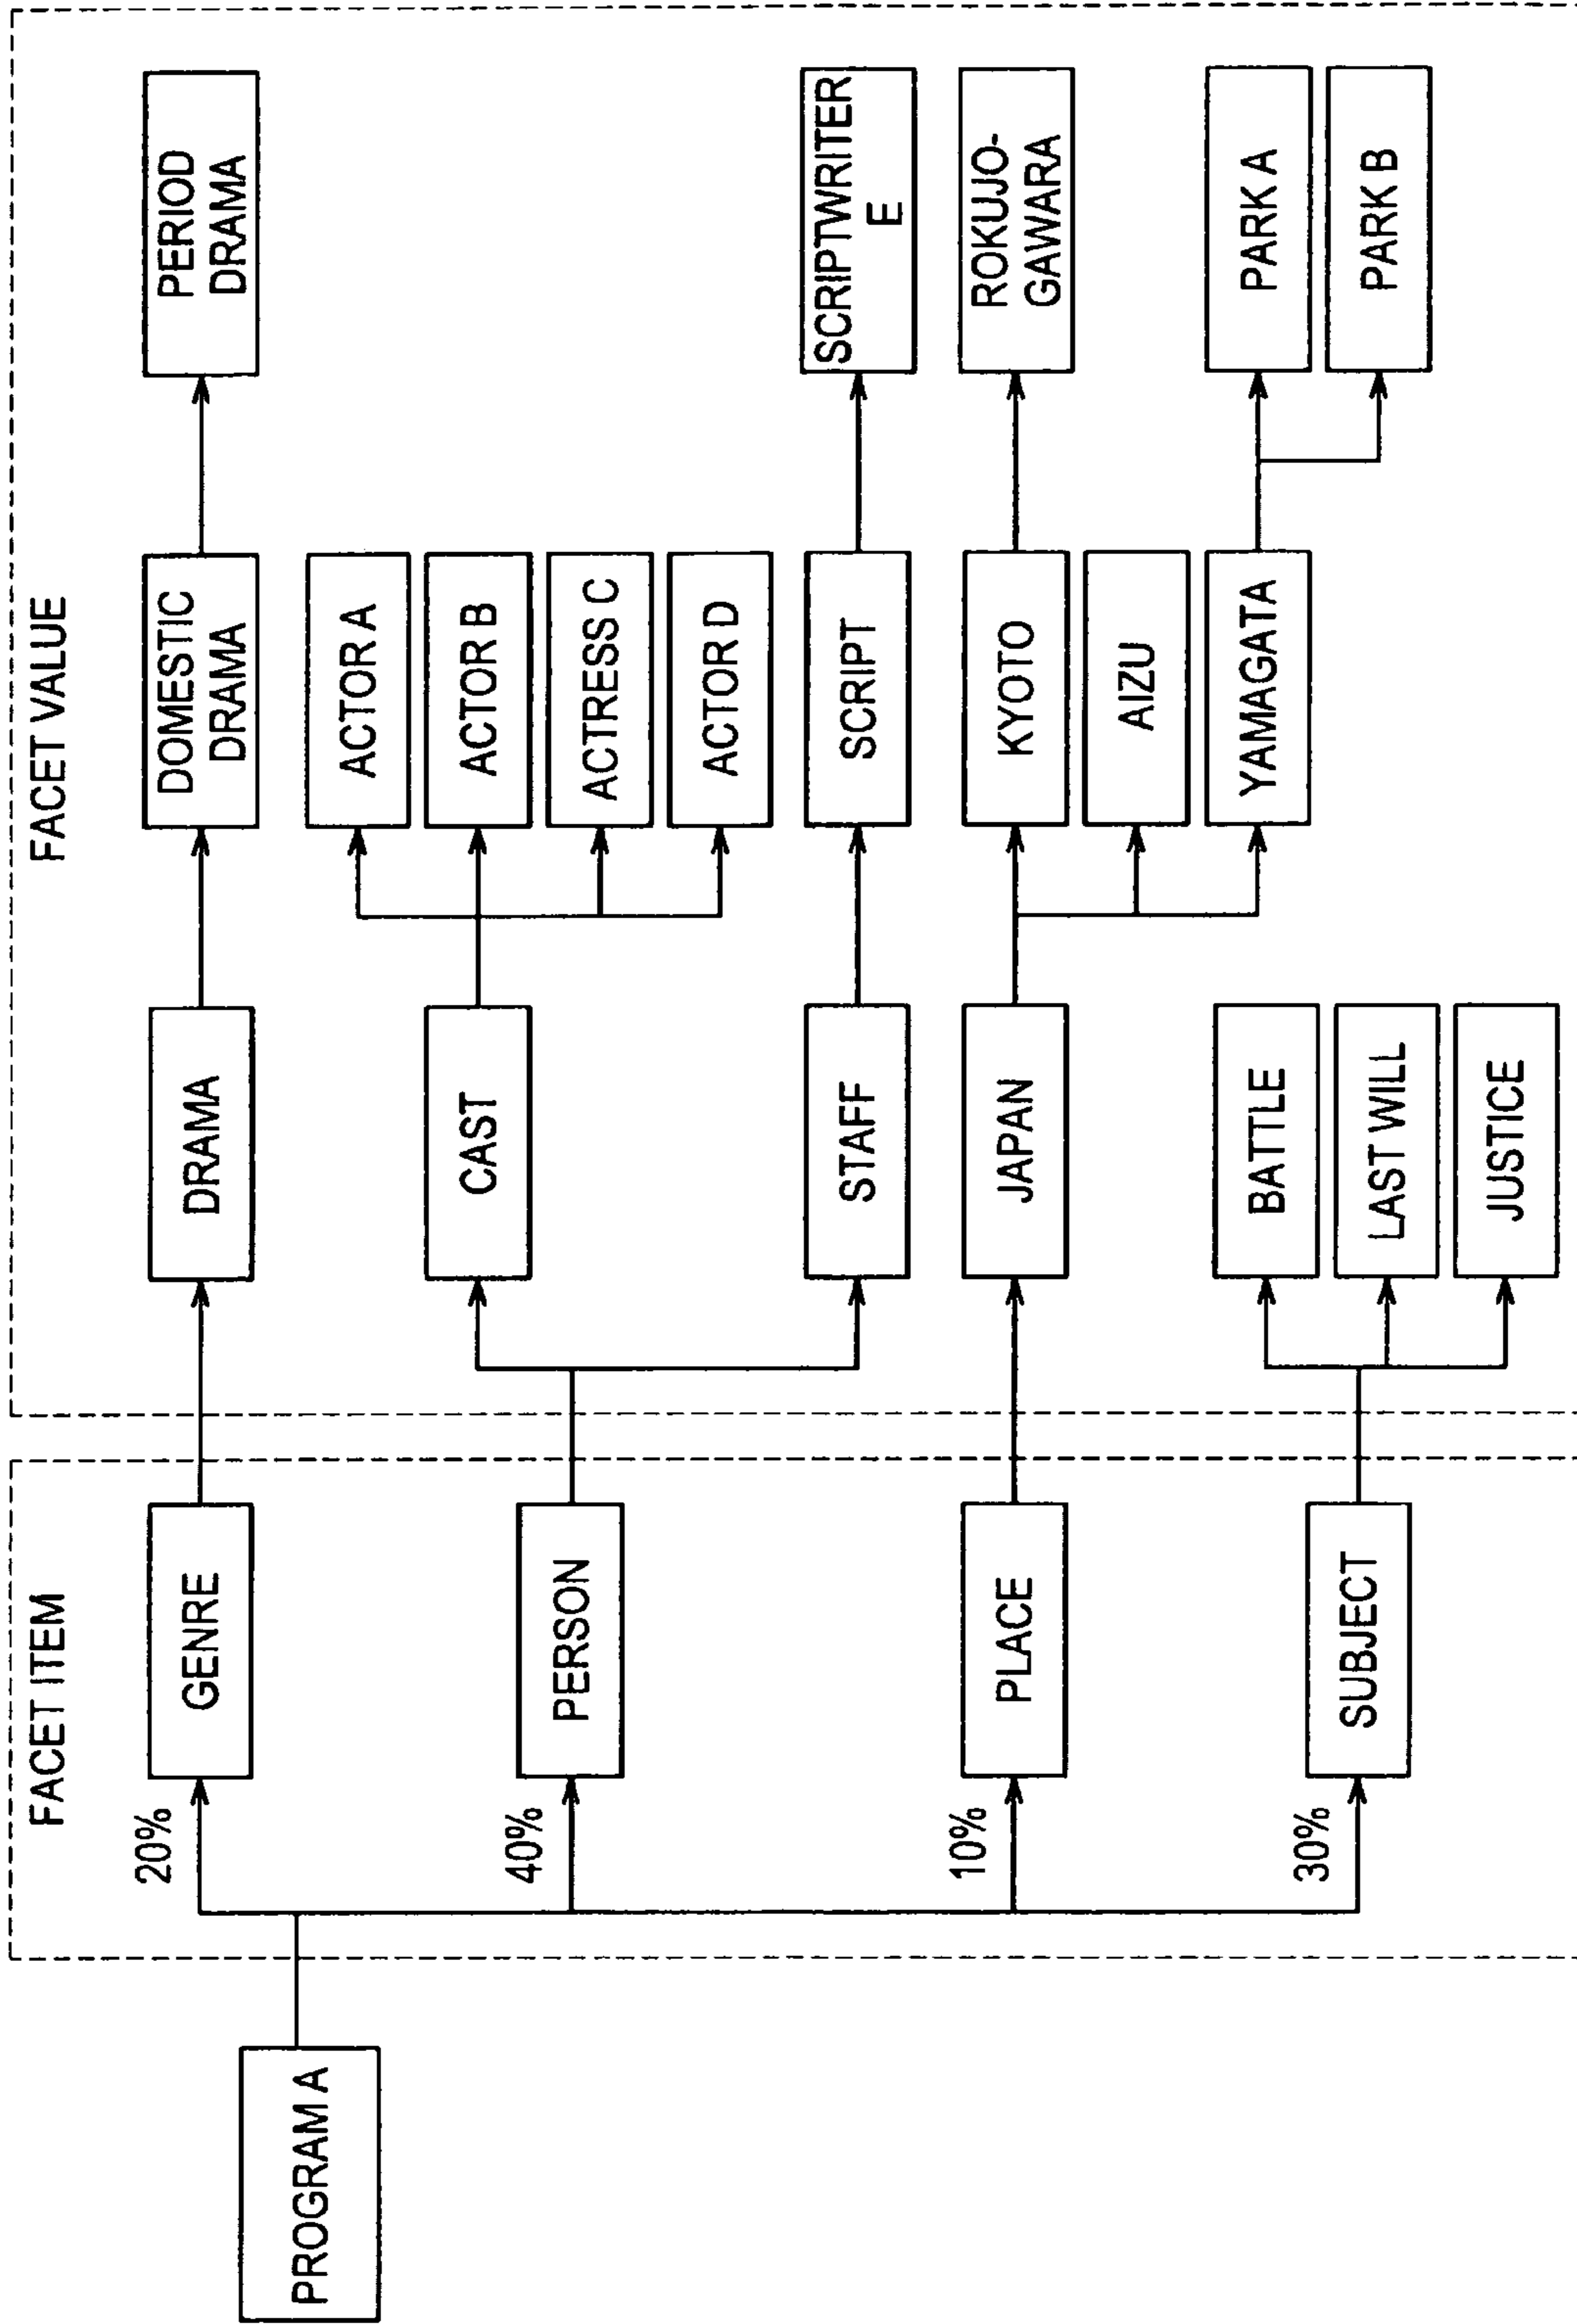 FACET ITEM
FACET VALUE
PROGRAM A
20%
GENRE
DRAMA
DOMESTIC
DRAMA
PERIOD
DRAMA
40%
PERSON
CAST
ACTOR A
ACTOR B
ACTRESS C
ACTOR D
STAFF
SCRIPT
SCRIPTWRITER
E
10%
PLACE
JAPAN
KYOTO
ROKUJO-
GAWARA
AIZU
YAMAGATA
PARK A
PARK B
30%
SUBJECT
BATTLE
LAST WILL
JUSTICE